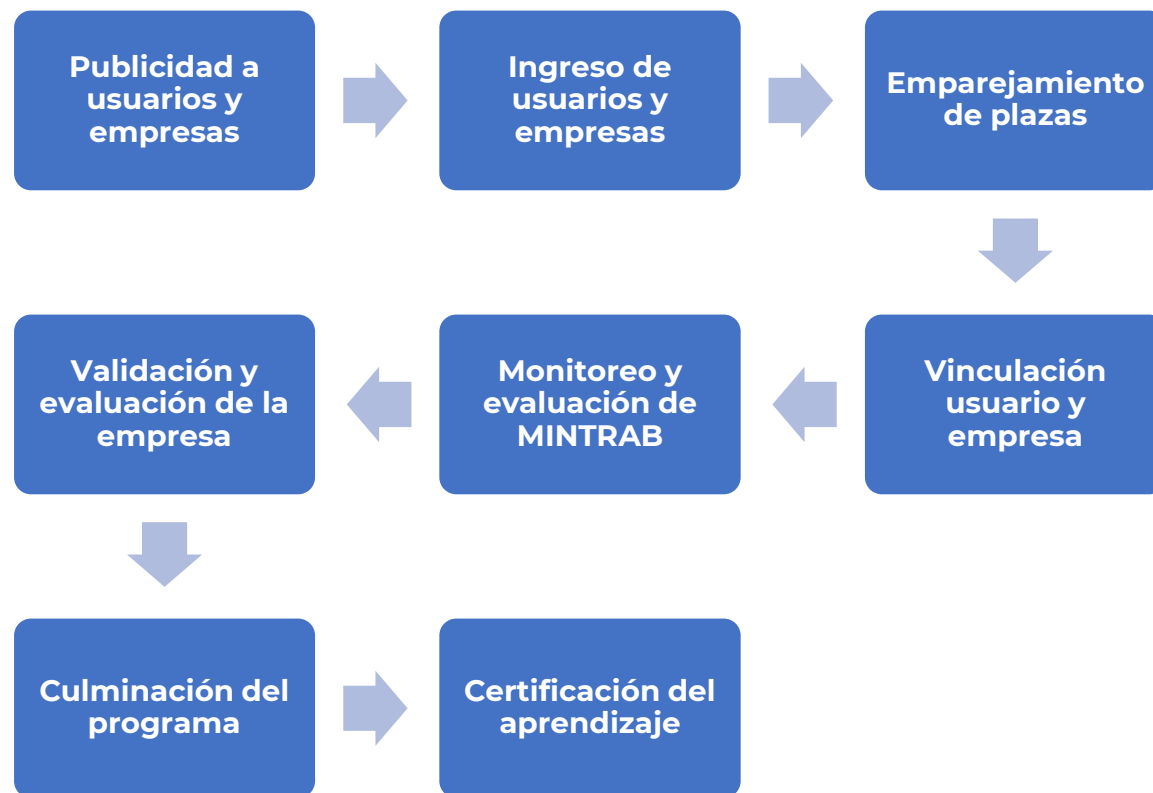 Publicidad a
usuarios y
empresas
Ingreso de
usuarios y
empresas
Emparejamiento
de plazas
Vinculación
usuario y
empresa
Monitoreo y
evaluación de
MINTRAB
Validación y
evaluación de la
empresa
Culminación del
programa
Certificación del
aprendizaje